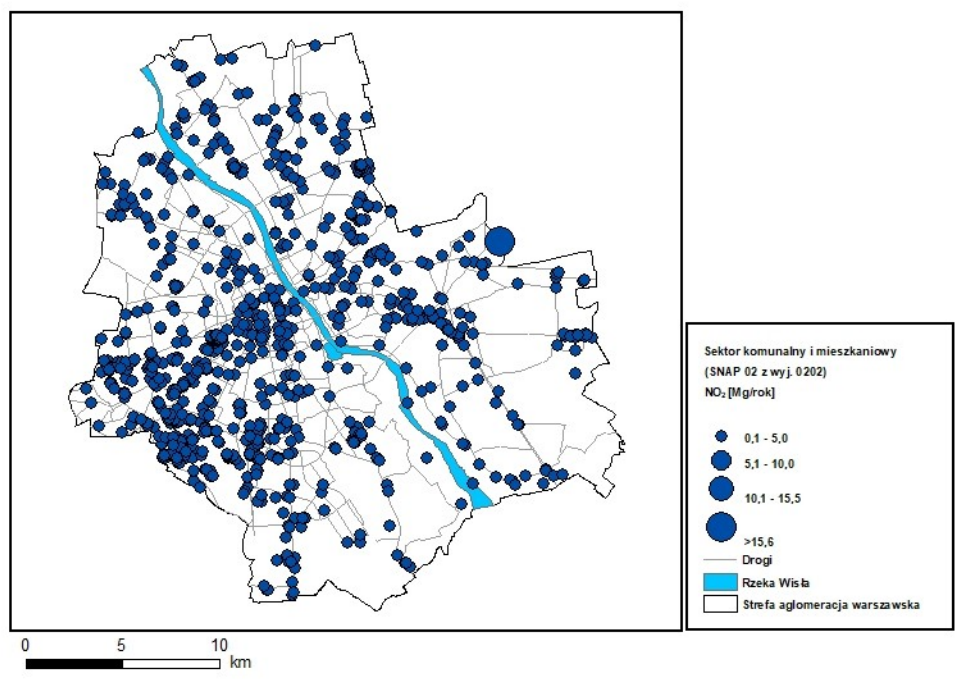 Sektor komunalny i mieszkaniowy
(SNAP 02 z wyj. 0202)
NO₂ [Mg/rok]
0,1 - 5,0
5,1 - 10,0
10,1 - 15,5
>15,6
Drogi
Rzeka Wisła
Strefa aglomeracja warszawska
0 5 10
km